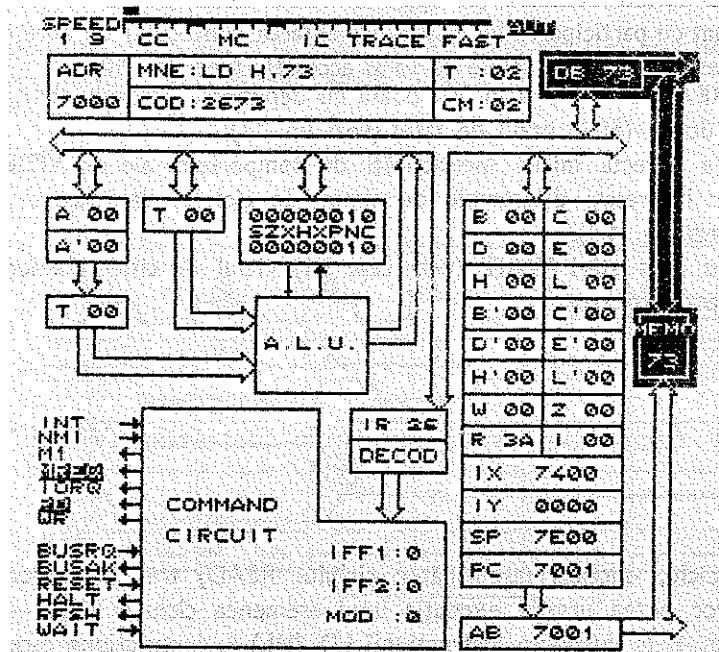 SPEED
1 9 CC MC IC TRACE FAST
ADR MNE:LD H,73 T :02
7000 COD:2673 CM:02
DB 73
A 00
A'00
T 00
T 00
00000010
SZXHXPNC
00000010
A.L.U.
B 00 C 00
D 00 E 00
H 00 L 00
B'00 C'00
D'00 E'00
H'00 L'00
W 00 Z 00
R 3A I 00
IX 7400
IY 0000
SP 7E00
PC 7001
AB 7001
MEMO
73
IR 26
DECOD
INT
NMI
M1
MREQ
IORQ
RD
WR
BUSRQ
BUSAK
RESET
HALT
RFSH
WAIT
COMMAND
CIRCUIT
IFF1:0
IFF2:0
MOD :0